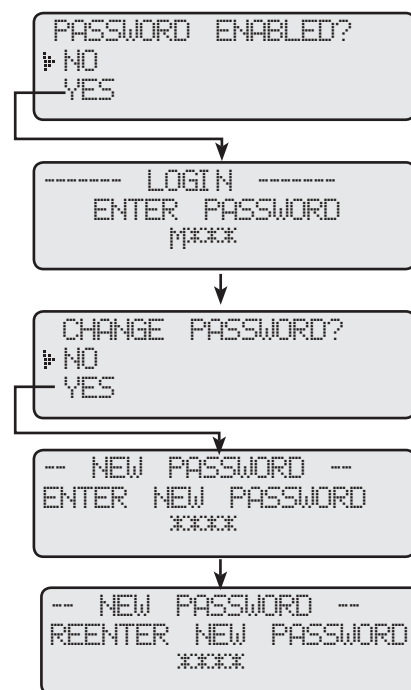 PASSWORD ENABLED?
NO
YES
------- LOGIN -------
ENTER PASSWORD
M***
CHANGE PASSWORD?
NO
YES
-- NEW PASSWORD --
ENTER NEW PASSWORD
****
-- NEW PASSWORD --
REENTER NEW PASSWORD
****